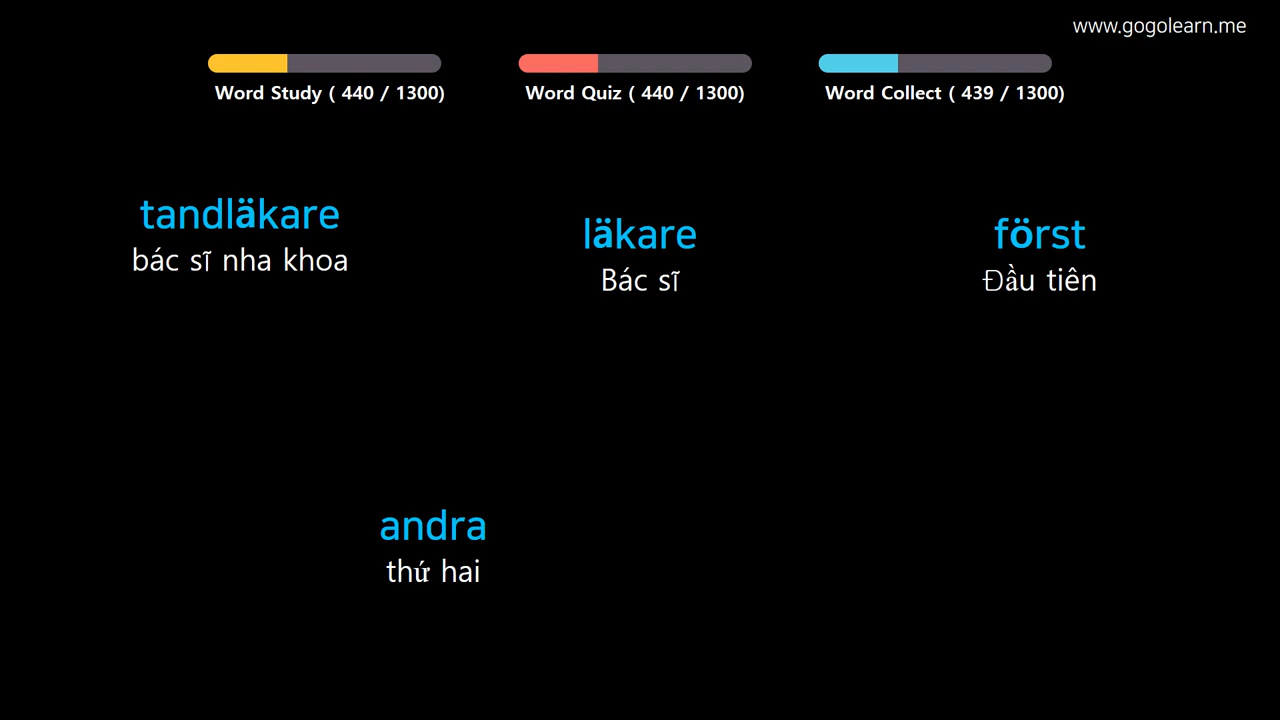 www.gogolearn.me
Word Study ( 440 / 1300)
Word Quiz ( 440 / 1300)
Word Collect ( 439 / 1300)
tandläkare
bác sĩ nha khoa
läkare
Bác sĩ
först
Đầu tiên
andra
thứ hai